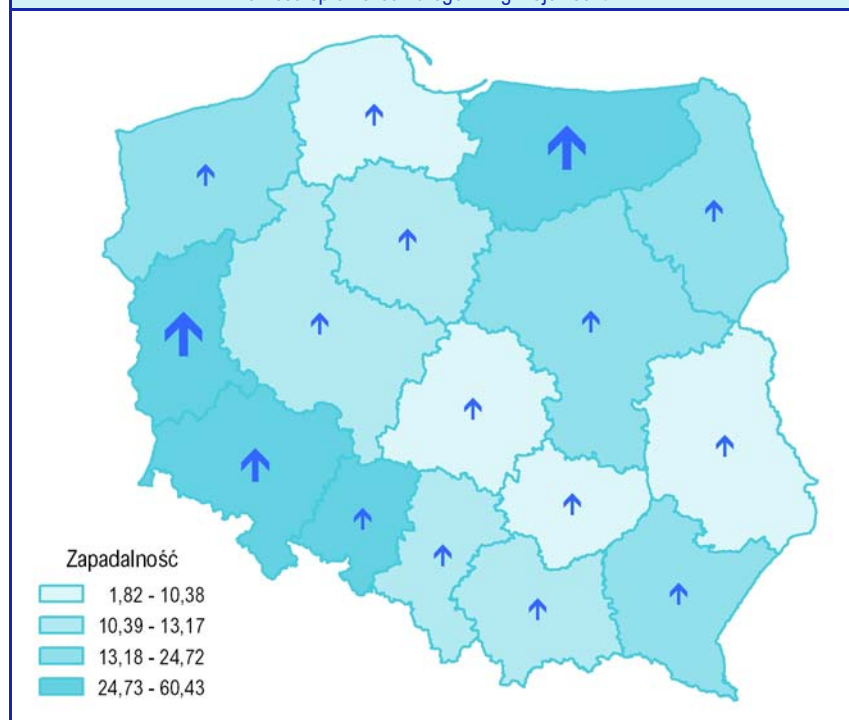 Zapadalność
1,82 - 10,38
10,39 - 13,17
13,18 - 24,72
24,73 - 60,43